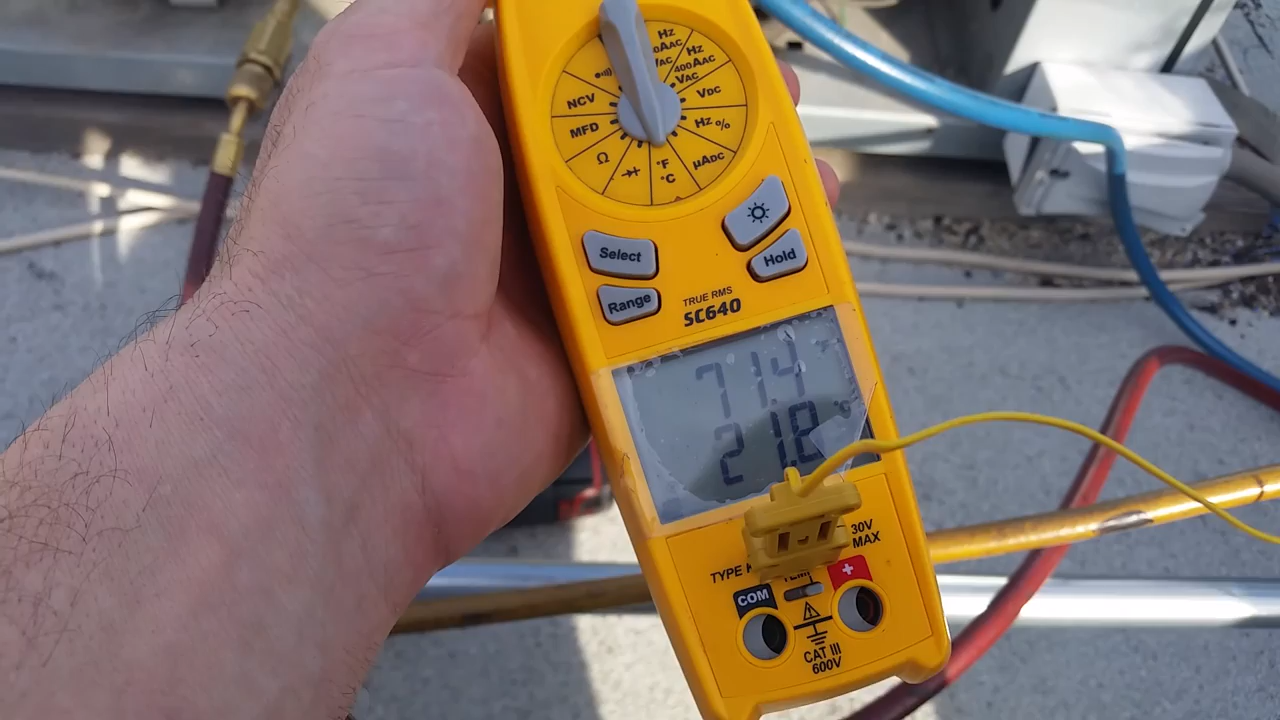 Hz
AAC
VAC
Hz
400AAC
VAC
VDC
Hz %
µADC
°F
°C
Ω
MFD
NCV
Select
Hold
Range
TRUE RMS
SC640
71.4
21.8
30V
MAX
TYPE
COM
+
CAT III
600V